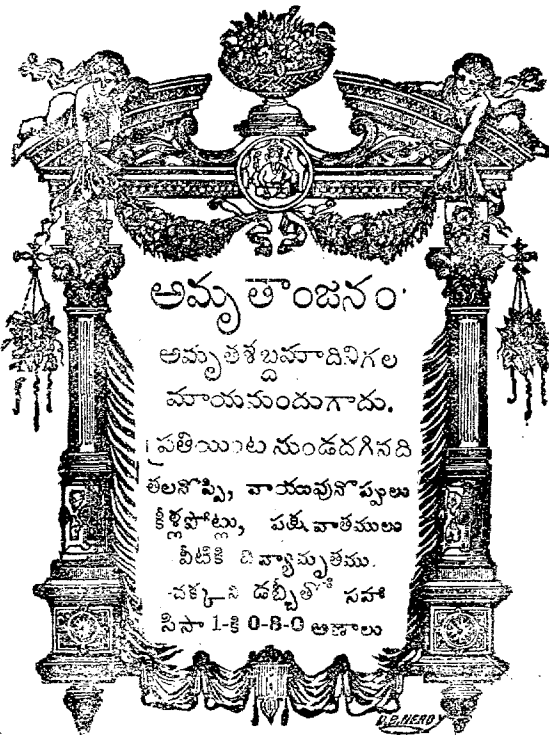 అమృతాంజనం
అమృతశబ్దమాదినిగల
మాయమందుగాదు.
ప్రతియింట నుండదగినది
తలనొప్పి, వాయువునొప్పులు
కీళ్లపోట్లు, పక్షవాతములు
వీటికి దివ్యామృతము.
చక్కని డబ్బీతో సహా
సీసా 1-కి 0-8-0 అణాలు